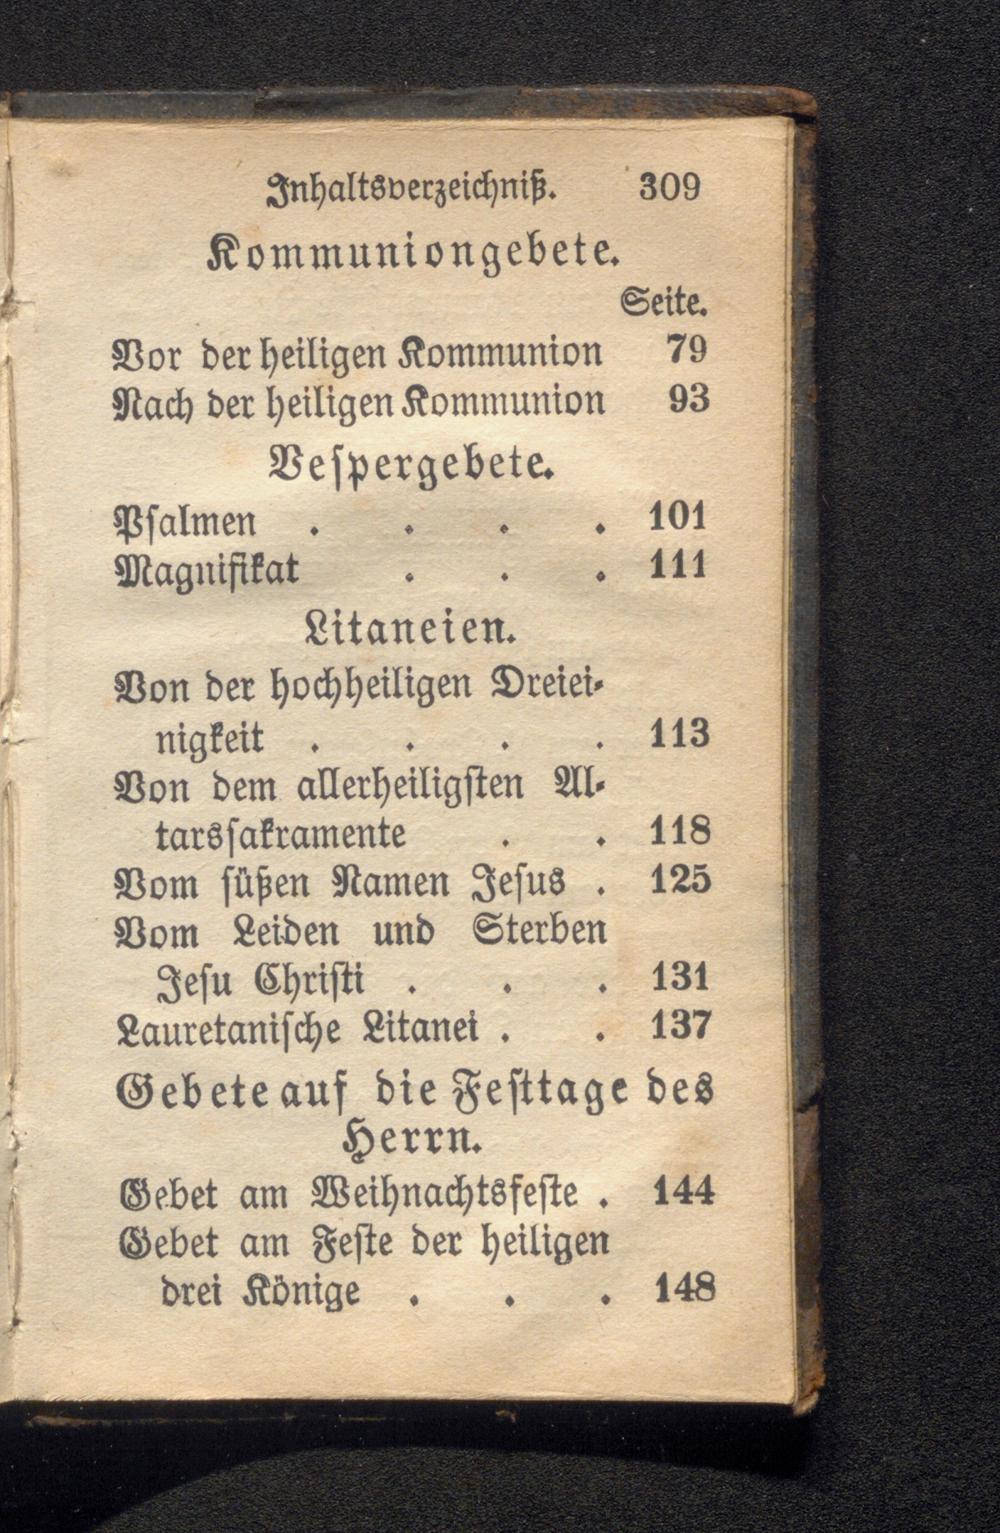 Inhaltsverzeichniß. 309
Kommuniongebete.
Seite.
Vor der heiligen Kommunion 79
Nach der heiligen Kommunion 93
Veſpergebete.
Pſalmen . . . . 101
Magnifikat . . . 111
Litaneien.
Von der hochheiligen Dreiei-
nigkeit . . . . 113
Von dem allerheiligſten Al-
tarsſakramente . . 118
Vom ſüßen Namen Jeſus . 125
Vom Leiden und Sterben
Jeſu Chriſti . . . 131
Lauretaniſche Litanei . . 137
Gebete auf die Feſttage des
Herrn.
Gebet am Weihnachtsfeſte . 144
Gebet am Feſte der heiligen
drei Könige . . . 148